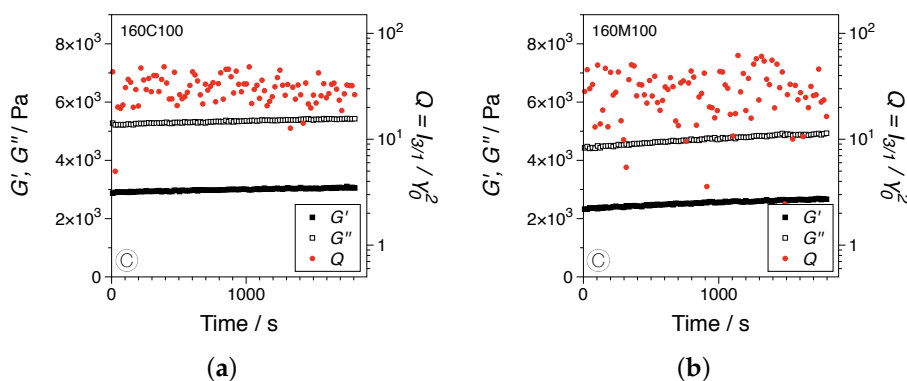 160C100
8×10³
6×10³
4×10³
2×10³
0
G′, G″ / Pa
10²
10¹
1
Q = I₃/₁ / γ₀²
G′
G″
Q
C
0
1000
Time / s
(a)
160M100
8×10³
6×10³
4×10³
2×10³
0
G′, G″ / Pa
10²
10¹
1
Q = I₃/₁ / γ₀²
G′
G″
Q
C
0
1000
Time / s
(b)